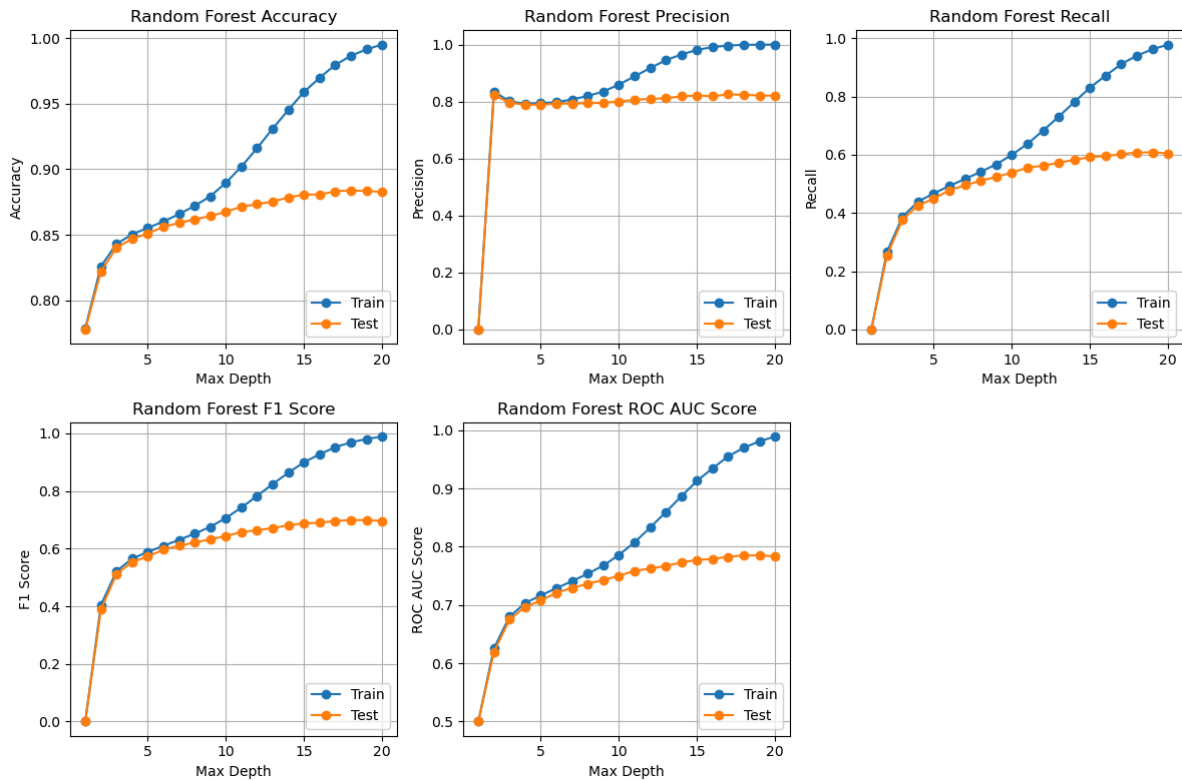 Random Forest Accuracy
1.00
0.95
0.90
0.85
0.80
Accuracy
5 10 15 20
Max Depth
Train
Test
Random Forest Precision
1.0
0.8
0.6
0.4
0.2
0.0
Precision
5 10 15 20
Max Depth
Train
Test
Random Forest Recall
1.0
0.8
0.6
0.4
0.2
0.0
Recall
5 10 15 20
Max Depth
Train
Test
Random Forest F1 Score
1.0
0.8
0.6
0.4
0.2
0.0
F1 Score
5 10 15 20
Max Depth
Train
Test
Random Forest ROC AUC Score
1.0
0.9
0.8
0.7
0.6
0.5
ROC AUC Score
5 10 15 20
Max Depth
Train
Test